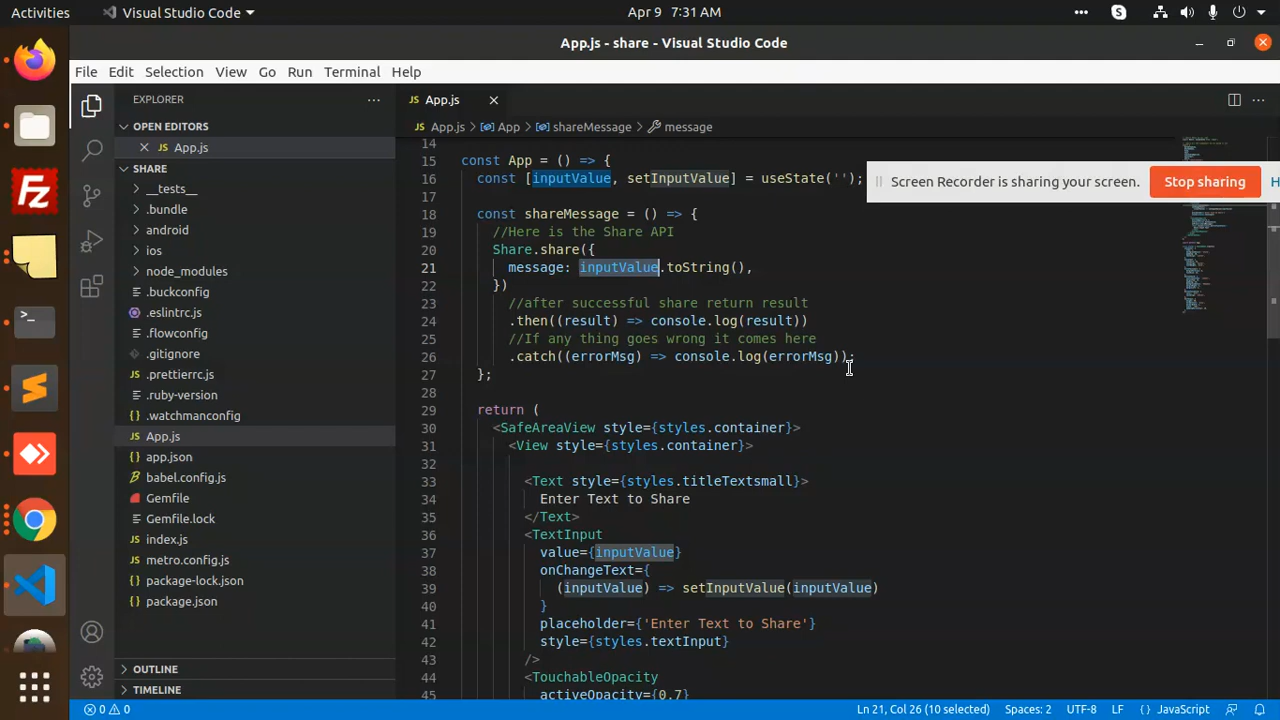 Activities
Visual Studio Code
Apr 9 7:31 AM
App.js - share - Visual Studio Code
File Edit Selection View Go Run Terminal Help
EXPLORER
OPEN EDITORS
App.js
SHARE
__tests__
.bundle
android
ios
node_modules
.buckconfig
.eslintrc.js
.flowconfig
.gitignore
.prettierrc.js
.ruby-version
.watchmanconfig
App.js
app.json
babel.config.js
Gemfile
Gemfile.lock
index.js
metro.config.js
package-lock.json
package.json
OUTLINE
TIMELINE
App.js
App.js > App > shareMessage > message
14
15 const App = () => {
16 const [inputValue, setInputValue] = useState('');
17
18 const shareMessage = () => {
19 //Here is the Share API
20 Share.share({
21 message: inputValue.toString(),
22 })
23 //after successful share return result
24 .then((result) => console.log(result))
25 //If any thing goes wrong it comes here
26 .catch((errorMsg) => console.log(errorMsg));
27 };
28
29 return (
30 <SafeAreaView style={styles.container}>
31 <View style={styles.container}>
32
33 <Text style={styles.titleTextsmall}>
34 Enter Text to Share
35 </Text>
36 <TextInput
37 value={inputValue}
38 onChangeText={
39 (inputValue) => setInputValue(inputValue)
40 }
41 placeholder={'Enter Text to Share'}
42 style={styles.textInput}
43 />
44 <TouchableOpacity
45 activeOpacity={0.7}
Screen Recorder is sharing your screen.
Stop sharing
H
0 0
Ln 21, Col 26 (10 selected)
Spaces: 2
UTF-8
LF
JavaScript